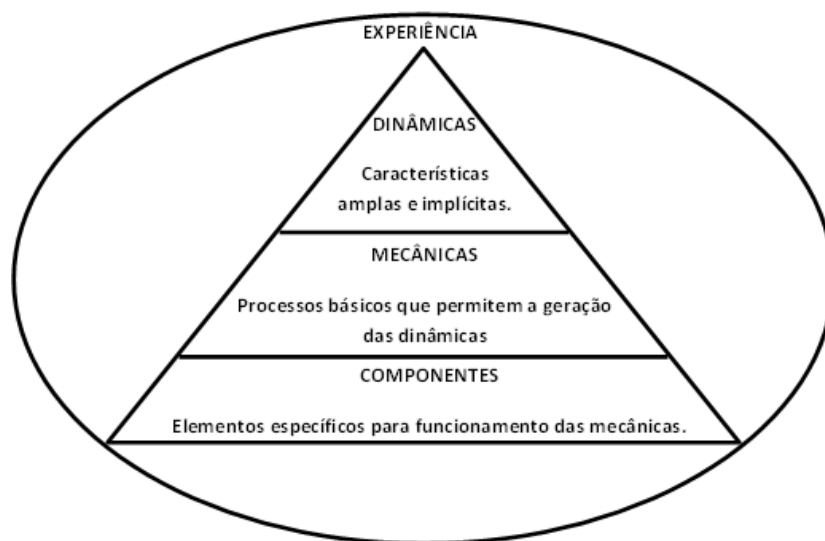 EXPERIÊNCIA
DINÂMICAS
Características
amplas e implícitas.
MECÂNICAS
Processos básicos que permitem a geração
das dinâmicas
COMPONENTES
Elementos específicos para funcionamento das mecânicas.